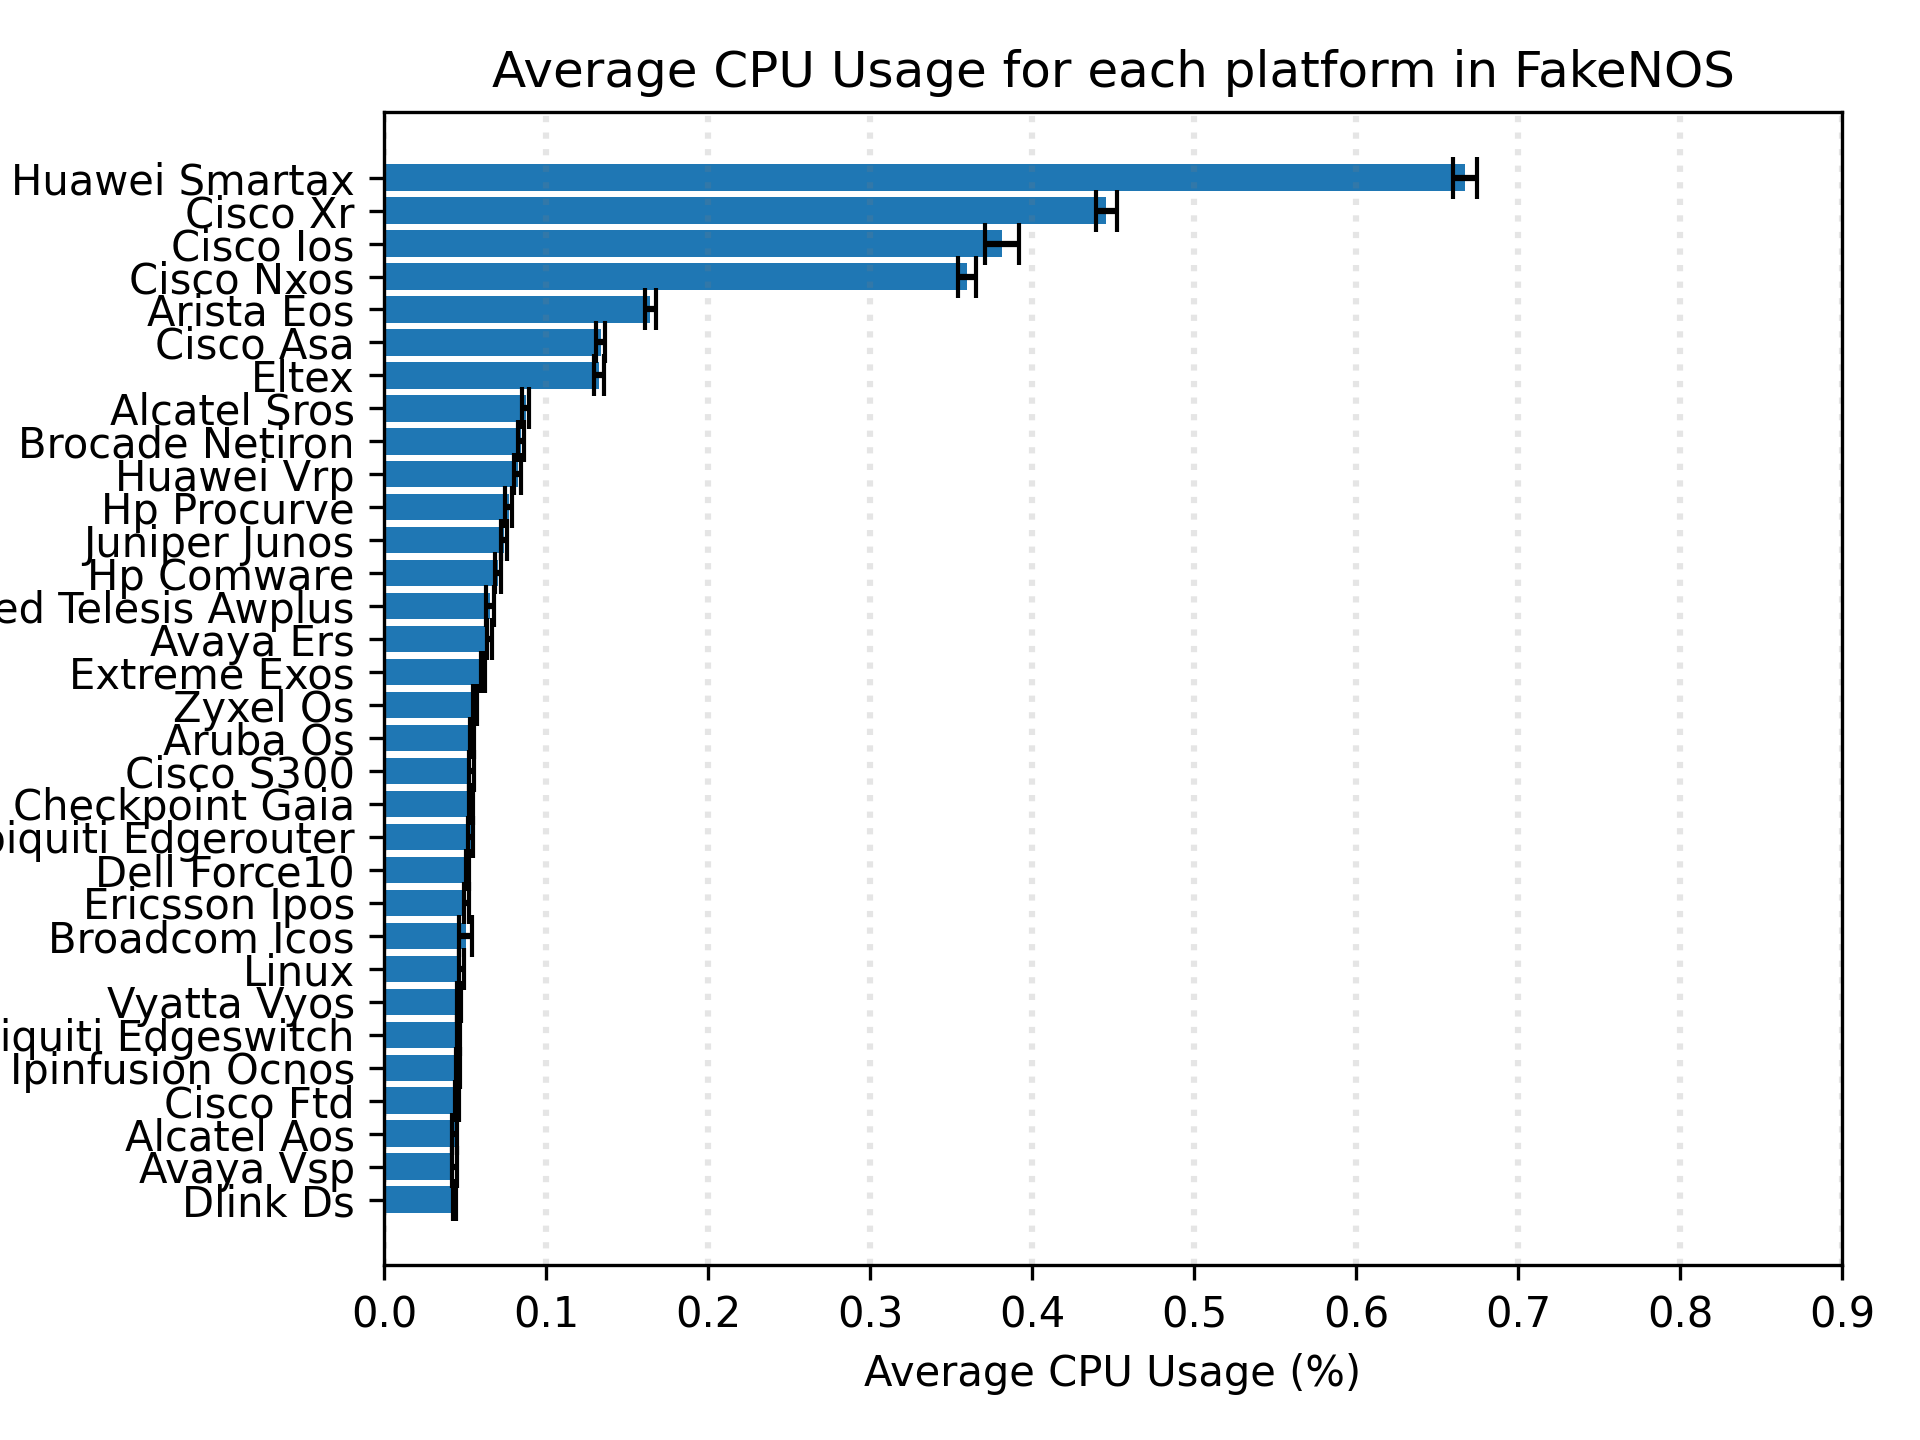 Average CPU Usage for each platform in FakeNOS
Huawei Smartax
Cisco Xr
Cisco Ios
Cisco Nxos
Arista Eos
Cisco Asa
Eltex
Alcatel Sros
Brocade Netiron
Huawei Vrp
Hp Procurve
Juniper Junos
Hp Comware
ed Telesis Awplus
Avaya Ers
Extreme Exos
Zyxel Os
Aruba Os
Cisco S300
Checkpoint Gaia
iquiti Edgerouter
Dell Force10
Ericsson Ipos
Broadcom Icos
Linux
Vyatta Vyos
iquiti Edgeswitch
Ipinfusion Ocnos
Cisco Ftd
Alcatel Aos
Avaya Vsp
Dlink Ds
0.0 0.1 0.2 0.3 0.4 0.5 0.6 0.7 0.8 0.9
Average CPU Usage (%)